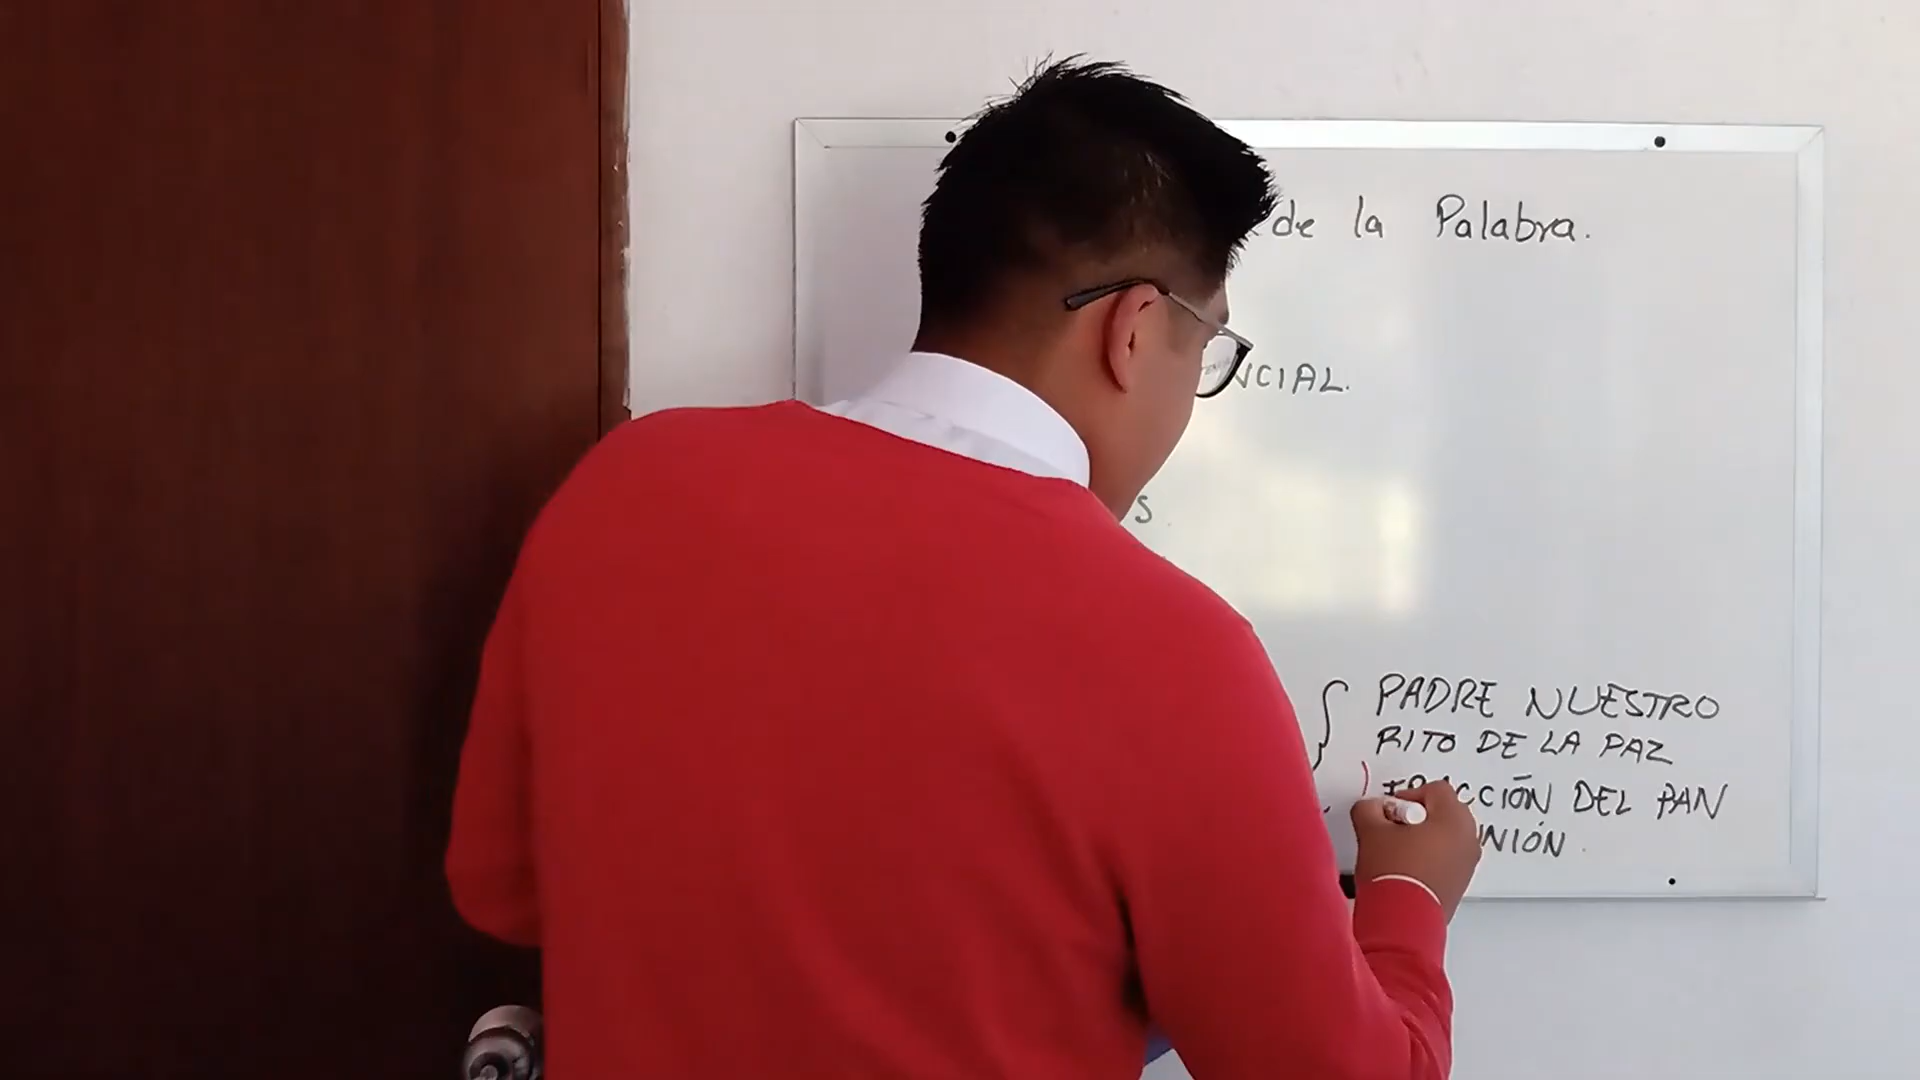 de la Palabra.
NCIAL.
S.
PADRE NUESTRO
RITO DE LA PAZ
FRACCIÓN DEL PAN
UNIÓN.